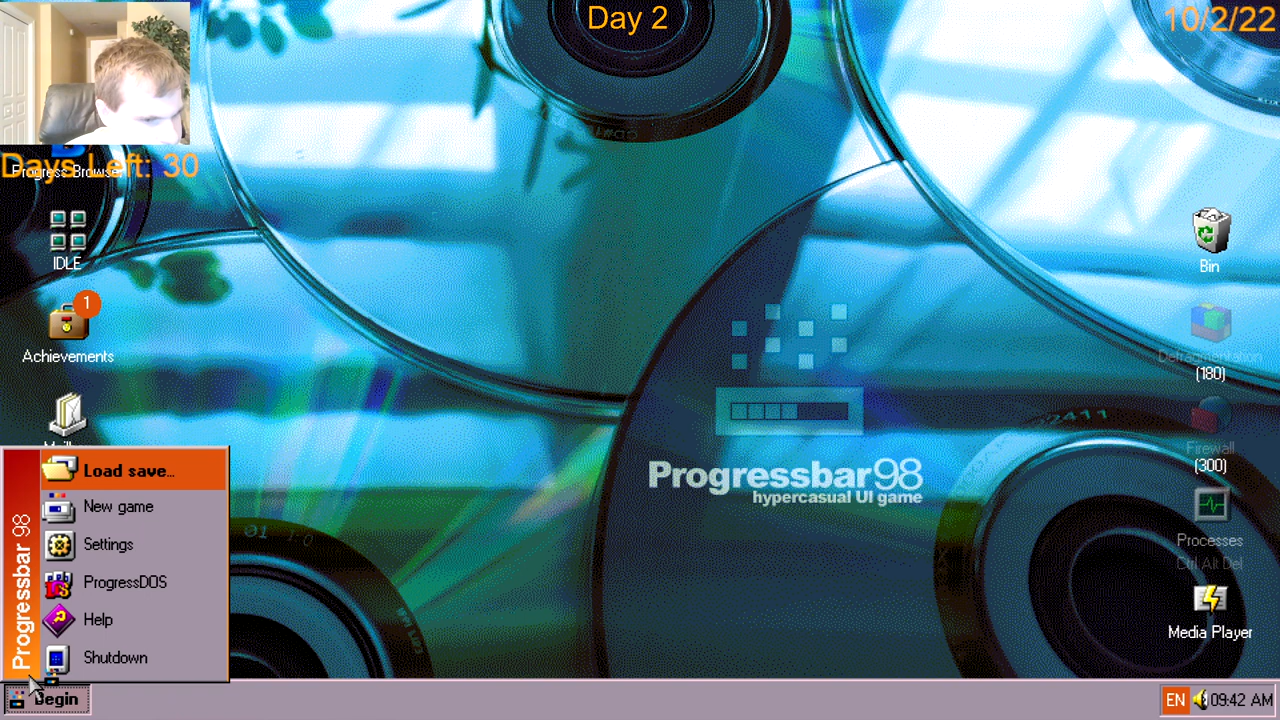 Day 2
10/2/22
Days Left: 30
Progress Browser
IDLE
1
Achievements
Load save...
New game
Settings
ProgressDOS
Help
Shutdown
Progressbar 98
Begin
Progressbar98
hypercasual UI game
Bin
Defragmentation
(180)
Firewall
(300)
Processes
Ctrl Alt Del
Media Player
EN
09:42 AM